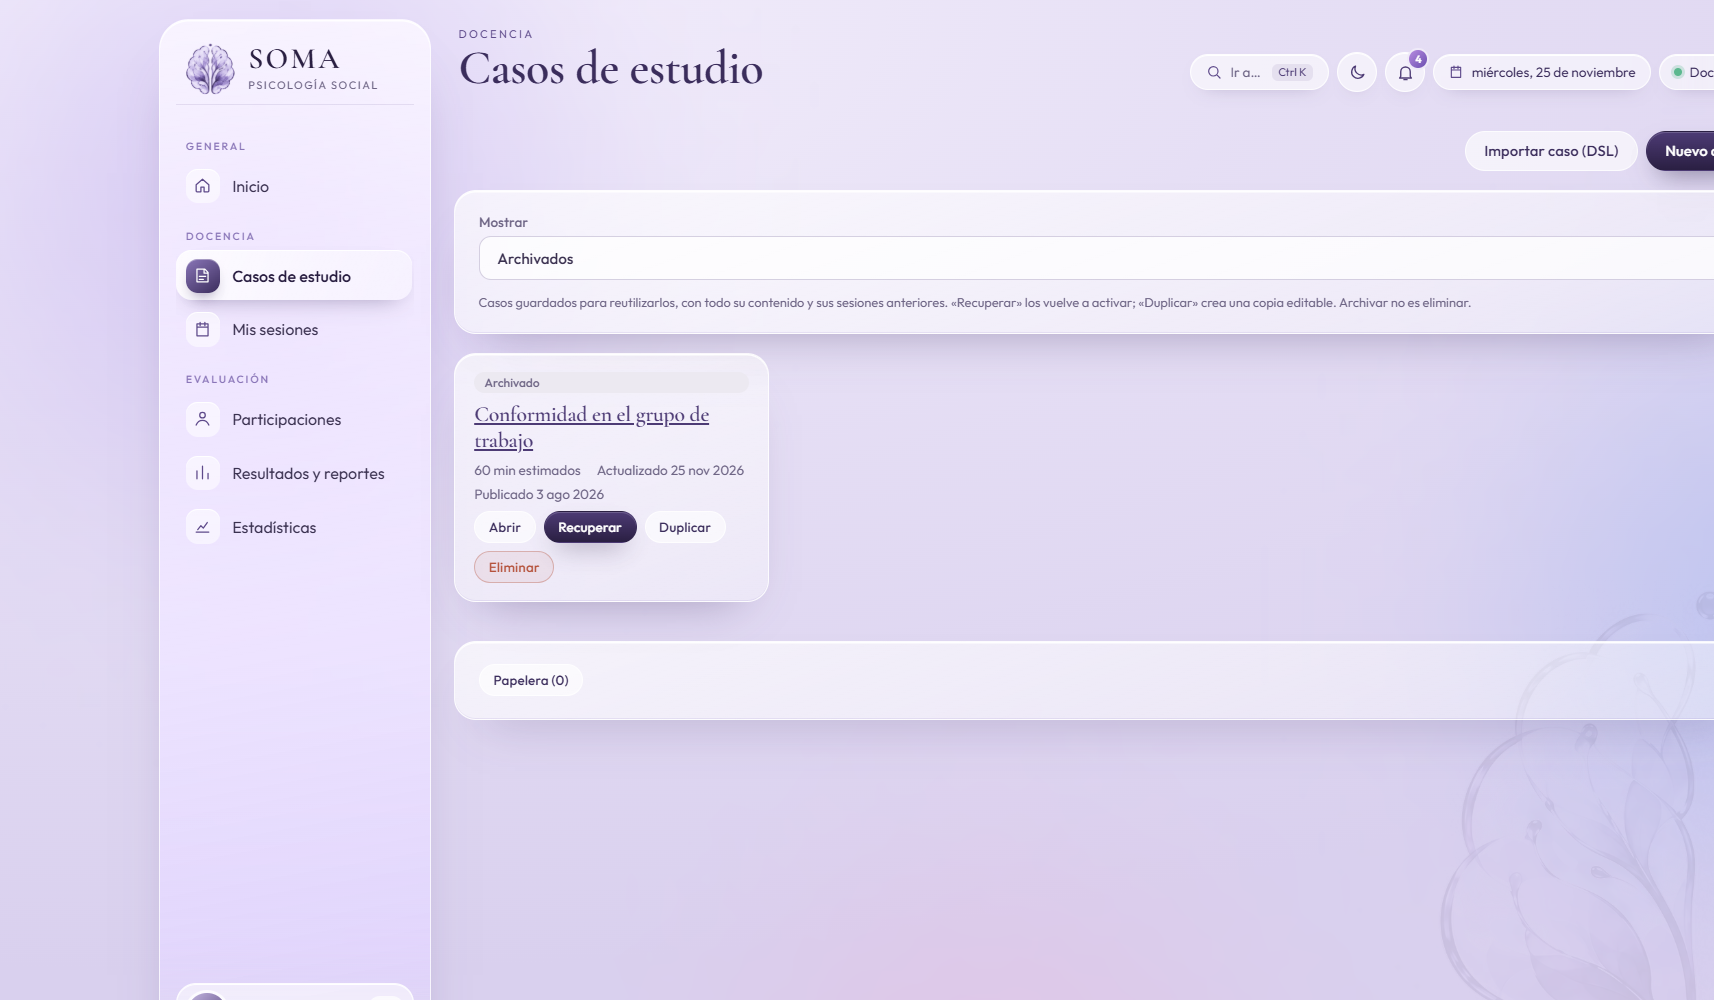 SOMA
PSICOLOGÍA SOCIAL
GENERAL
Inicio
DOCENCIA
Casos de estudio
Mis sesiones
EVALUACIÓN
Participaciones
Resultados y reportes
Estadísticas
DOCENCIA
Casos de estudio
Ir a... Ctrl K
4
miércoles, 25 de noviembre
Doc
Importar caso (DSL)
Nuevo
Mostrar
Archivados
Casos guardados para reutilizarlos, con todo su contenido y sus sesiones anteriores. «Recuperar» los vuelve a activar; «Duplicar» crea una copia editable. Archivar no es eliminar.
Archivado
Conformidad en el grupo de
trabajo
60 min estimados Actualizado 25 nov 2026
Publicado 3 ago 2026
Abrir Recuperar Duplicar
Eliminar
Papelera (0)